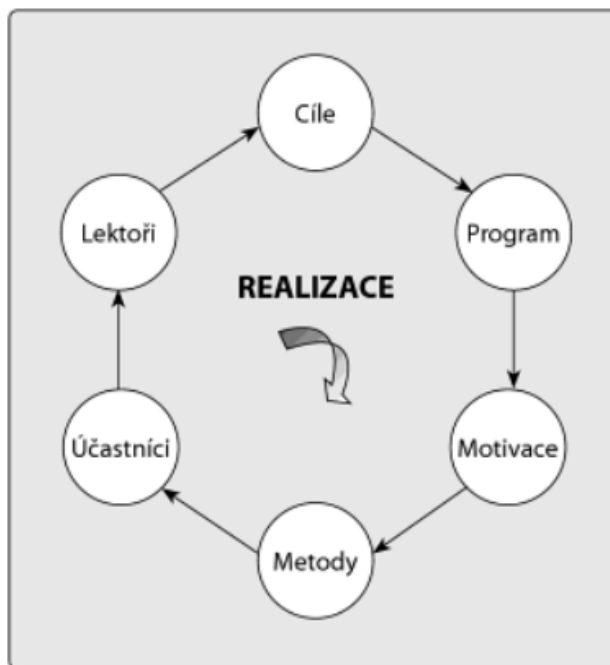 Cíle
Lektoři
Program
REALIZACE
Účastníci
Motivace
Metody